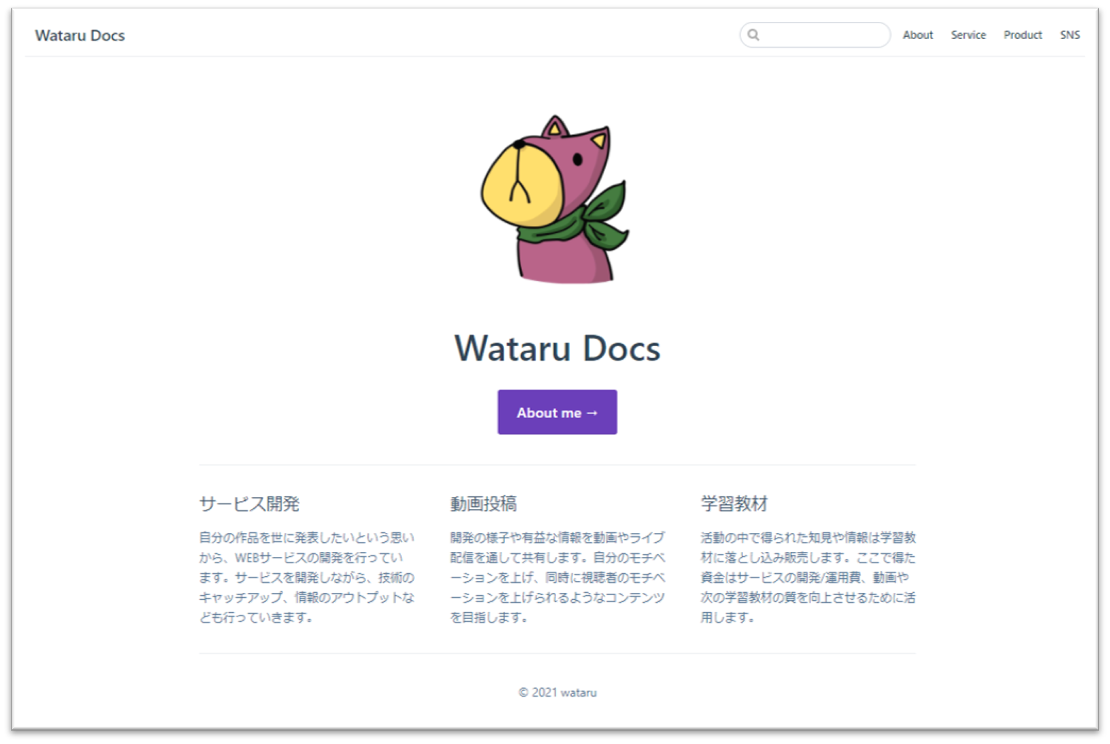 Wataru Docs
About Service Product SNS
Wataru Docs
About me →
サービス開発
自分の作品を世に発表したいという思い
から、WEBサービスの開発を行ってい
ます。サービスを開発しながら、技術の
キャッチアップ、情報のアウトプットな
ども行っていきます。
動画投稿
開発の様子や有益な情報を動画やライブ
配信を通して共有します。自分のモチベ
ーションを上げ、同時に視聴者のモチベ
ーションを上げられるようなコンテンツ
を目指します。
学習教材
活動の中で得られた知見や情報は学習教
材に落とし込み販売します。ここで得た
資金はサービスの開発/運用費、動画や
次の学習教材の質を向上させるために活
用します。
© 2021 wataru